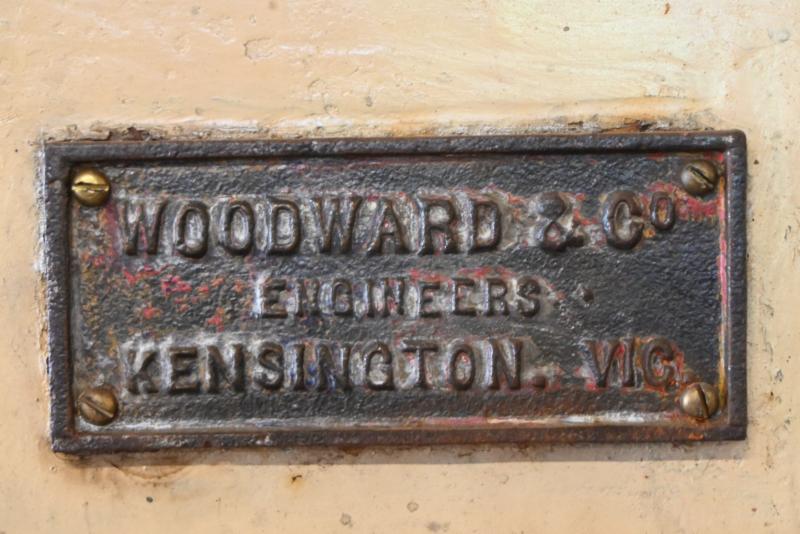 WOODWARD & Cº
ENGINEERS
KENSINGTON. VIC